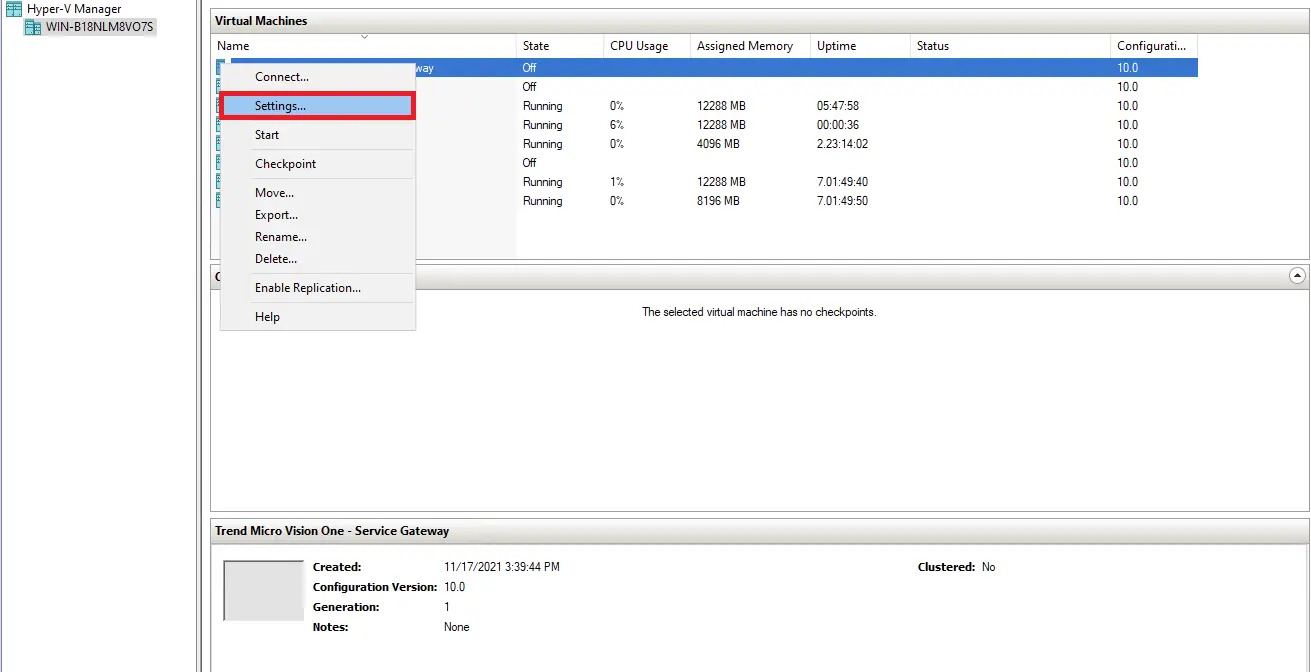 Hyper-V Manager
WIN-B18NLM8VO7S
Virtual Machines
Name State CPU Usage Assigned Memory Uptime Status Configurati...
Off 10.0
Off 10.0
Running 0% 12288 MB 05:47:58 10.0
Running 6% 12288 MB 00:00:36 10.0
Running 0% 4096 MB 2.23:14:02 10.0
Off 10.0
Running 1% 12288 MB 7.01:49:40 10.0
Running 0% 8196 MB 7.01:49:50 10.0
Connect...
Settings...
Start
Checkpoint
Move...
Export...
Rename...
Delete...
Enable Replication...
Help
The selected virtual machine has no checkpoints.
Trend Micro Vision One - Service Gateway
Created: 11/17/2021 3:39:44 PM Clustered: No
Configuration Version: 10.0
Generation: 1
Notes: None